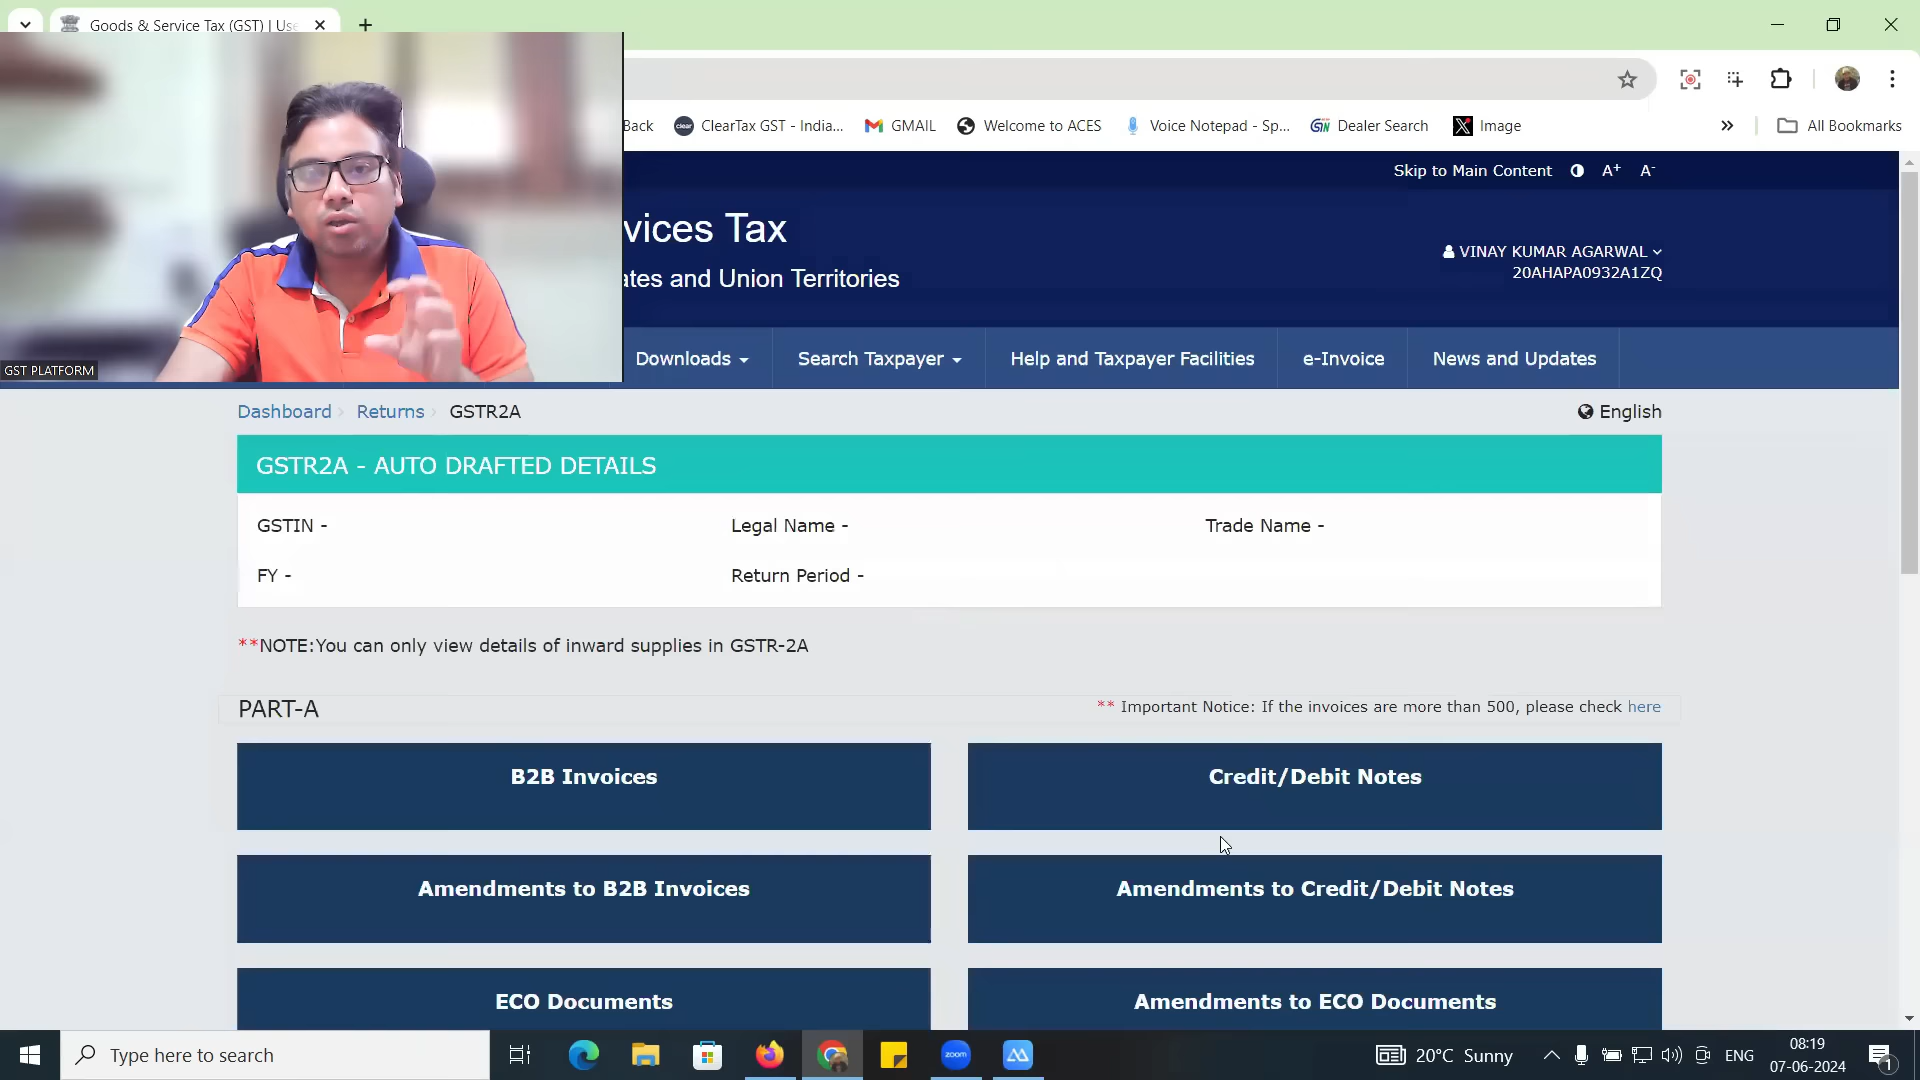 Goods & Service Tax (GST) | Use
Back
clear
ClearTax GST - India...
GMAIL
Welcome to ACES
Voice Notepad - Sp...
Dealer Search
Image
All Bookmarks
Skip to Main Content
A+
A-
vices Tax
VINAY KUMAR AGARWAL
ates and Union Territories
20AHAPA0932A1ZQ
Downloads
Search Taxpayer
Help and Taxpayer Facilities
e-Invoice
News and Updates
GST PLATFORM
Dashboard
Returns
GSTR2A
English
GSTR2A - AUTO DRAFTED DETAILS
GSTIN -
Legal Name -
Trade Name -
FY -
Return Period -
**NOTE:You can only view details of inward supplies in GSTR-2A
PART-A
** Important Notice: If the invoices are more than 500, please check here
B2B Invoices
Credit/Debit Notes
Amendments to B2B Invoices
Amendments to Credit/Debit Notes
ECO Documents
Amendments to ECO Documents
Type here to search
zoom
20°C Sunny
ENG
08:19
07-06-2024
1